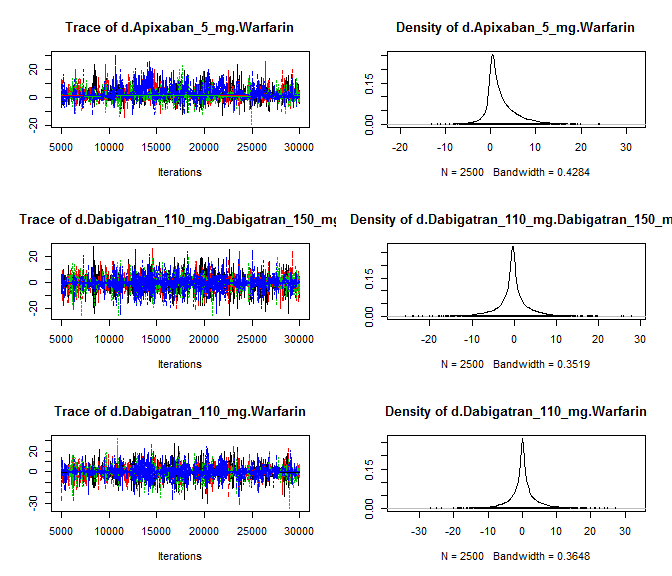 Trace of d.Apixaban_5_mg.Warfarin
20
0
-20
5000 10000 15000 20000 25000 30000
Iterations
Density of d.Apixaban_5_mg.Warfarin
0.15
0.00
-20 -10 0 10 20 30
N = 2500 Bandwidth = 0.4284
Trace of d.Dabigatran_110_mg.Dabigatran_150_mg
20
0
-20
5000 10000 15000 20000 25000 30000
Iterations
Density of d.Dabigatran_110_mg.Dabigatran_150_m
0.15
0.00
-20 -10 0 10 20 30
N = 2500 Bandwidth = 0.3519
Trace of d.Dabigatran_110_mg.Warfarin
20
0
-30
5000 10000 15000 20000 25000 30000
Iterations
Density of d.Dabigatran_110_mg.Warfarin
0.15
0.00
-30 -20 -10 0 10 20 30
N = 2500 Bandwidth = 0.3648